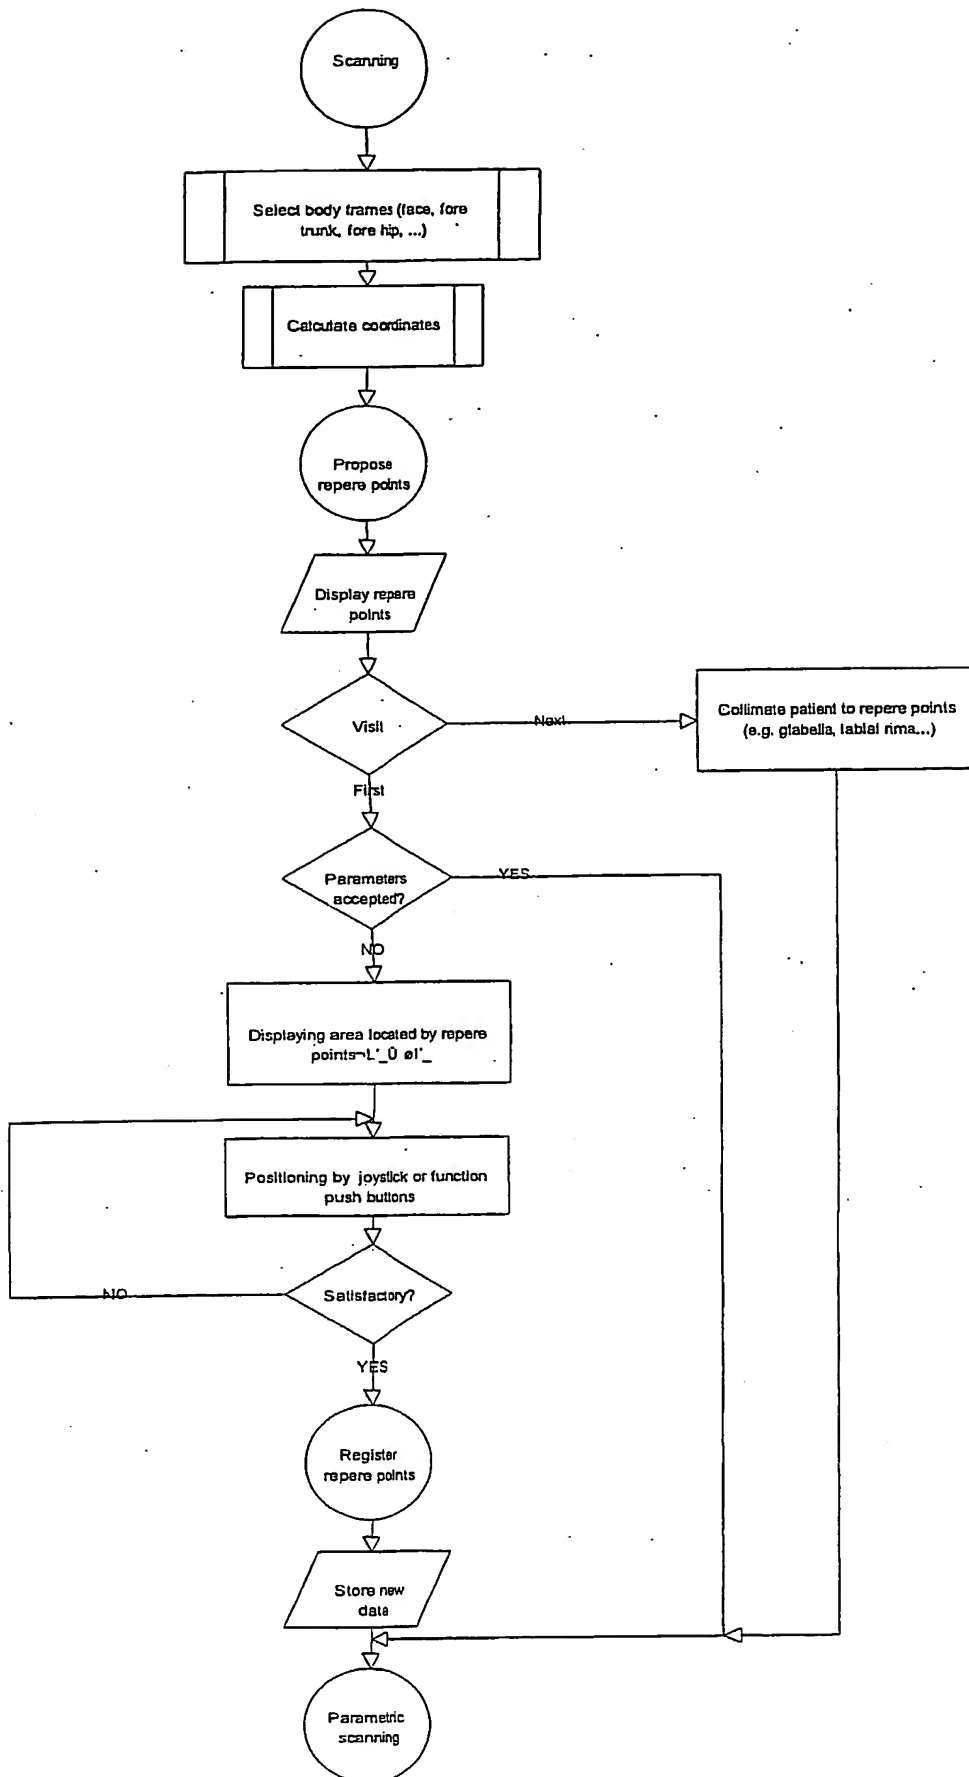 Scanning
Select body frames (face, fore
trunk, fore hip, ...)
Calculate coordinates
Propose
repere points
Display repere
points
Visit
Next
Collimate patient to repere points
(e.g. glabella, labial rima...)
First
Parameters
accepted?
YES
NO
Displaying area located by repere
points¬L'_Û øI'_
Positioning by joystick or function
push buttons
Satisfactory?
NO
YES
Register
repere points
Store new
data
Parametric
scanning